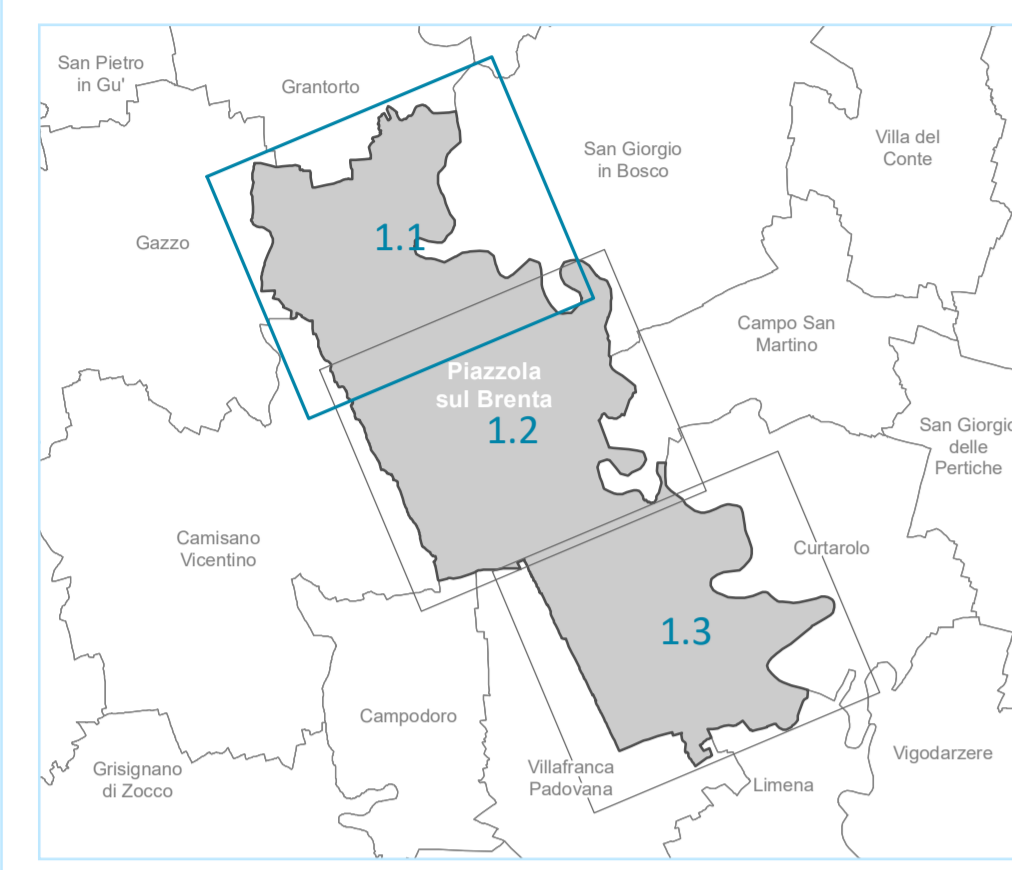 San Pietro
in Gu'
Grantorto
San Giorgio
in Bosco
Villa del
Conte
Gazzo
1.1
Campo San
Martino
Piazzola
sul Brenta
1.2
San Giorgio
delle
Pertiche
Camisano
Vicentino
Curtarolo
1.3
Campodoro
Grisignano
di Zocco
Villafranca
Padovana
Limena
Vigodarzere